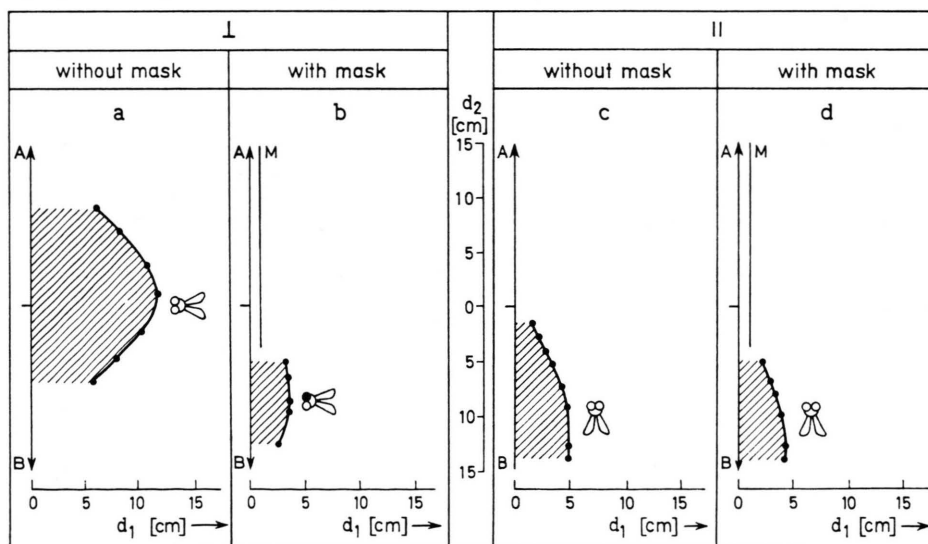 ⊥ ||
without mask with mask without mask with mask
a b d₂ [cm] c d
A A M 15 A A M
10
5
0
5
10
B B 15 B B
0 5 10 15 0 5 10 15 0 5 10 15 0 5 10 15
d₁ [cm] → d₁ [cm] → d₁ [cm] → d₁ [cm] →